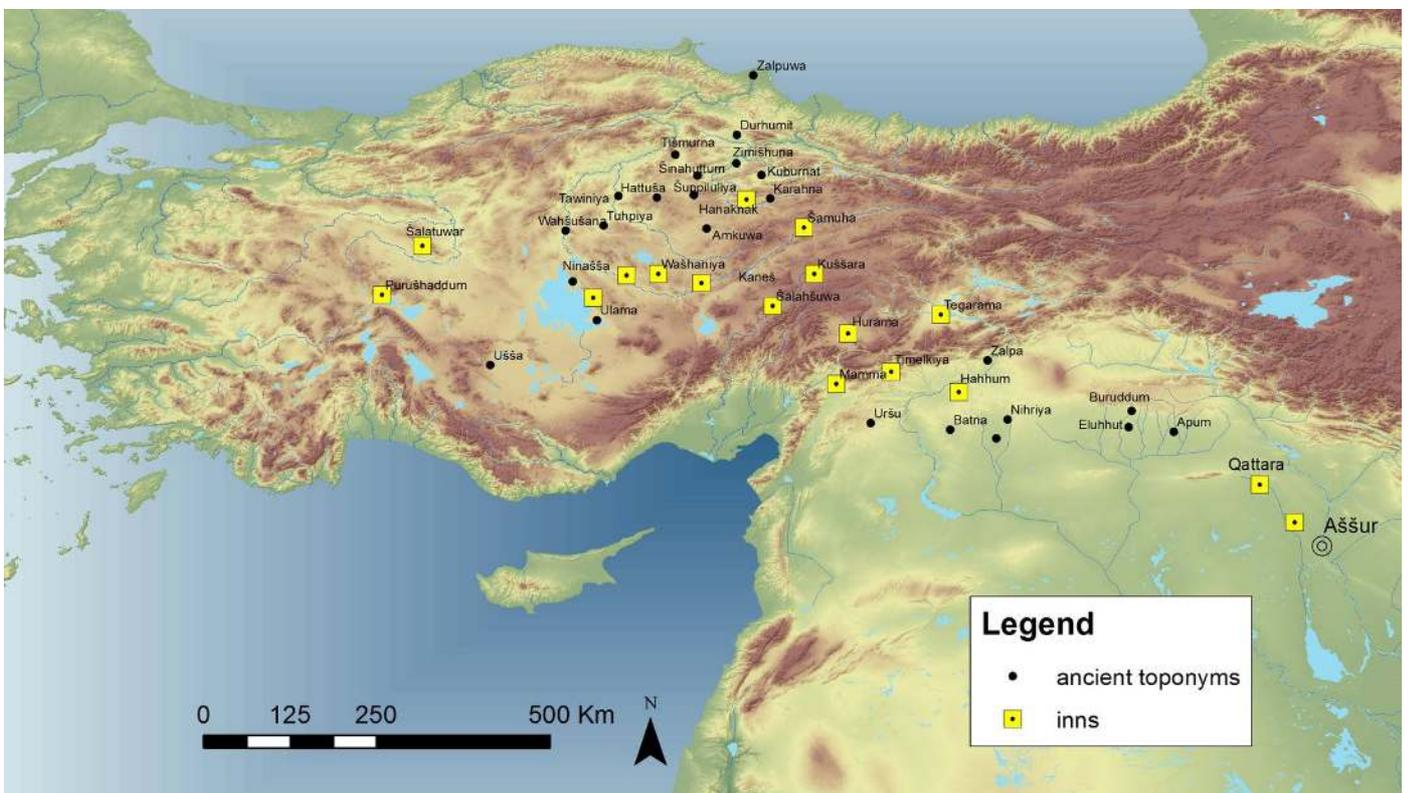 Zalpuwa
Durhumit
Tišmurna
Zimišhuna
Šinahuttum
Kuburnat
Hattuša
Šuppiluliya
Karahna
Tawiniya
Hanaknak
Wahšušana
Tuhpiya
Šamuha
Šalatuwar
Amkuwa
Ninašša
Wašhaniya
Kaneš
Kuššara
Purušhaddum
Šalahšuwa
Ulama
Tegarama
Hurama
Ušša
Zalpa
Timelkiya
Mamma
Hahhum
Uršu
Batna
Nihriya
Buruddum
Eluhhut
Apum
Qattara
Aššur
Legend
ancient toponyms
inns
0 125 250 500 Km
N